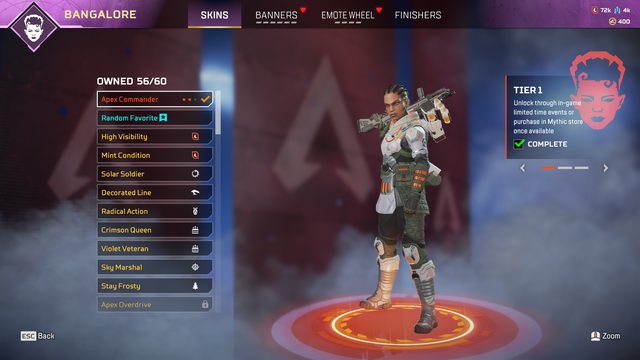 BANGALORE
SKINS
BANNERS
EMOTE WHEEL
FINISHERS
72k 4k
400
OWNED 56/60
Apex Commander
Random Favorite
High Visibility
Mint Condition
Solar Soldier
Decorated Line
Radical Action
Crimson Queen
Violet Veteran
Sky Marshal
Stay Frosty
Apex Overdrive
TIER 1
Unlock through in-game
limited time events or
purchase in Mythic store
once available
COMPLETE
ESC Back
Zoom